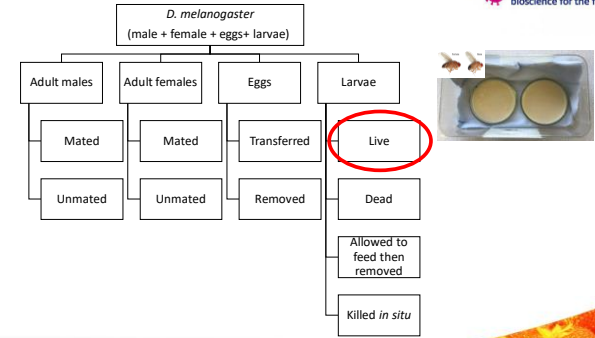 bioscience for the f
D. melanogaster
(male + female + eggs+ larvae)
Adult males
Adult females
Eggs
Larvae
Mated
Mated
Transferred
Live
Unmated
Unmated
Removed
Dead
Allowed to
feed then
removed
Killed in situ